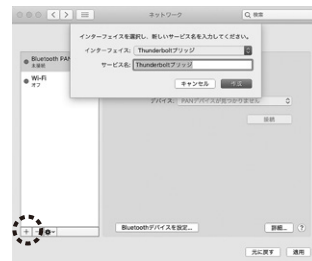 ネットワーク
検索
インターフェイスを選択し、新しいサービス名を入力してください。
インターフェイス: Thunderboltブリッジ
サービス名: Thunderboltブリッジ
キャンセル 作成
Bluetooth PAN
未接続
Wi-Fi
オフ
デバイス: PANデバイスが見つかりません
接続
Bluetoothデバイスを設定...
詳細...
?
元に戻す 適用